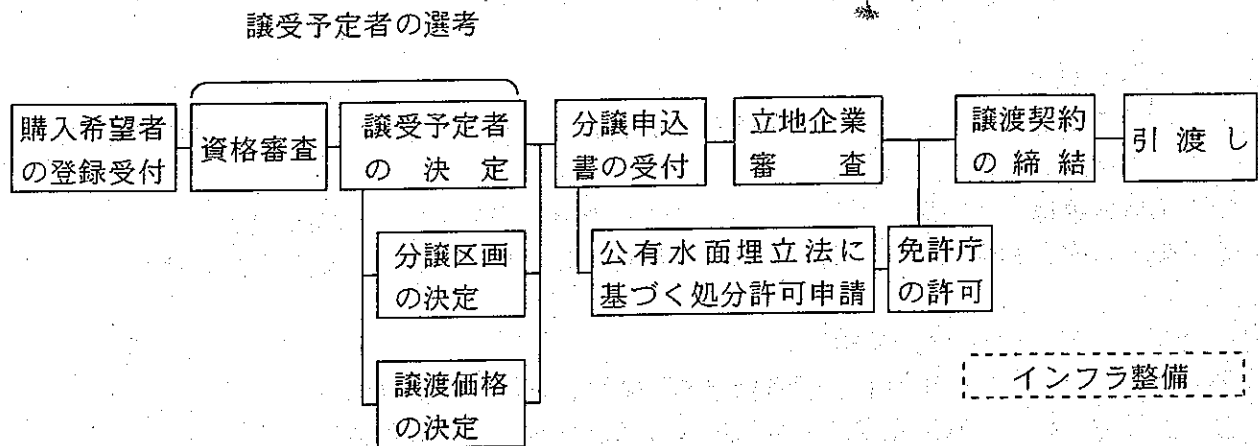 譲受予定者の選考
購入希望者
の登録受付
資格審査
譲受予定者
の決定
分譲申込
書の受付
立地企業
審査
譲渡契約
の締結
引渡し
分譲区画
の決定
公有水面埋立法に
基づく処分許可申請
免許庁
の許可
譲渡価格
の決定
インフラ整備